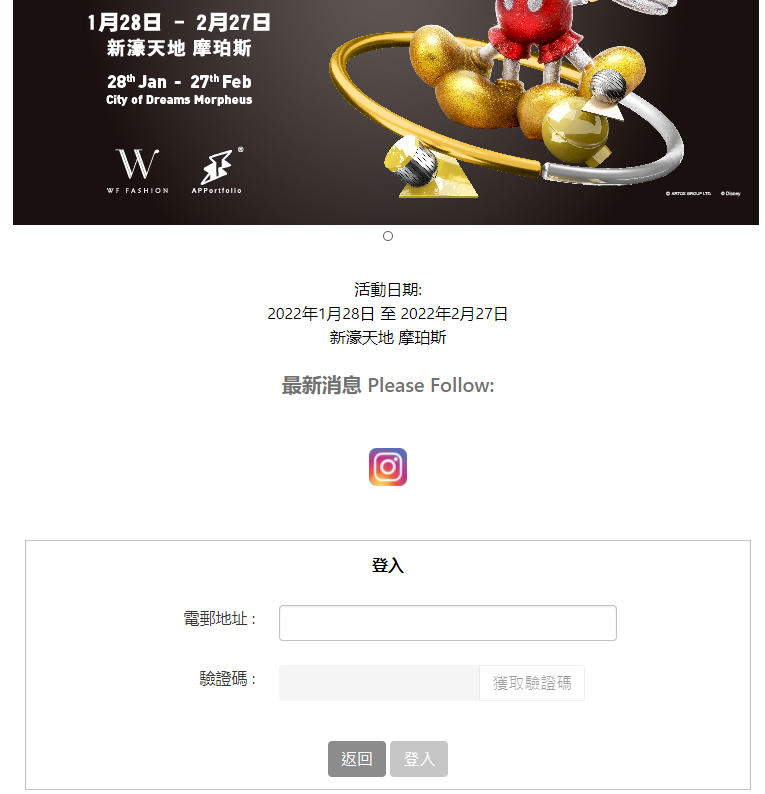 1月28日 - 2月27日
新濠天地 摩珀斯
28th Jan - 27th Feb
City of Dreams Morpheus
W ®
WF FASHION APPortfolio
© ARTOX GROUP LTD. © Disney
活動日期:
2022年1月28日 至 2022年2月27日
新濠天地 摩珀斯
最新消息 Please Follow:
登入
電郵地址 :
驗證碼 : 獲取驗證碼
返回 登入